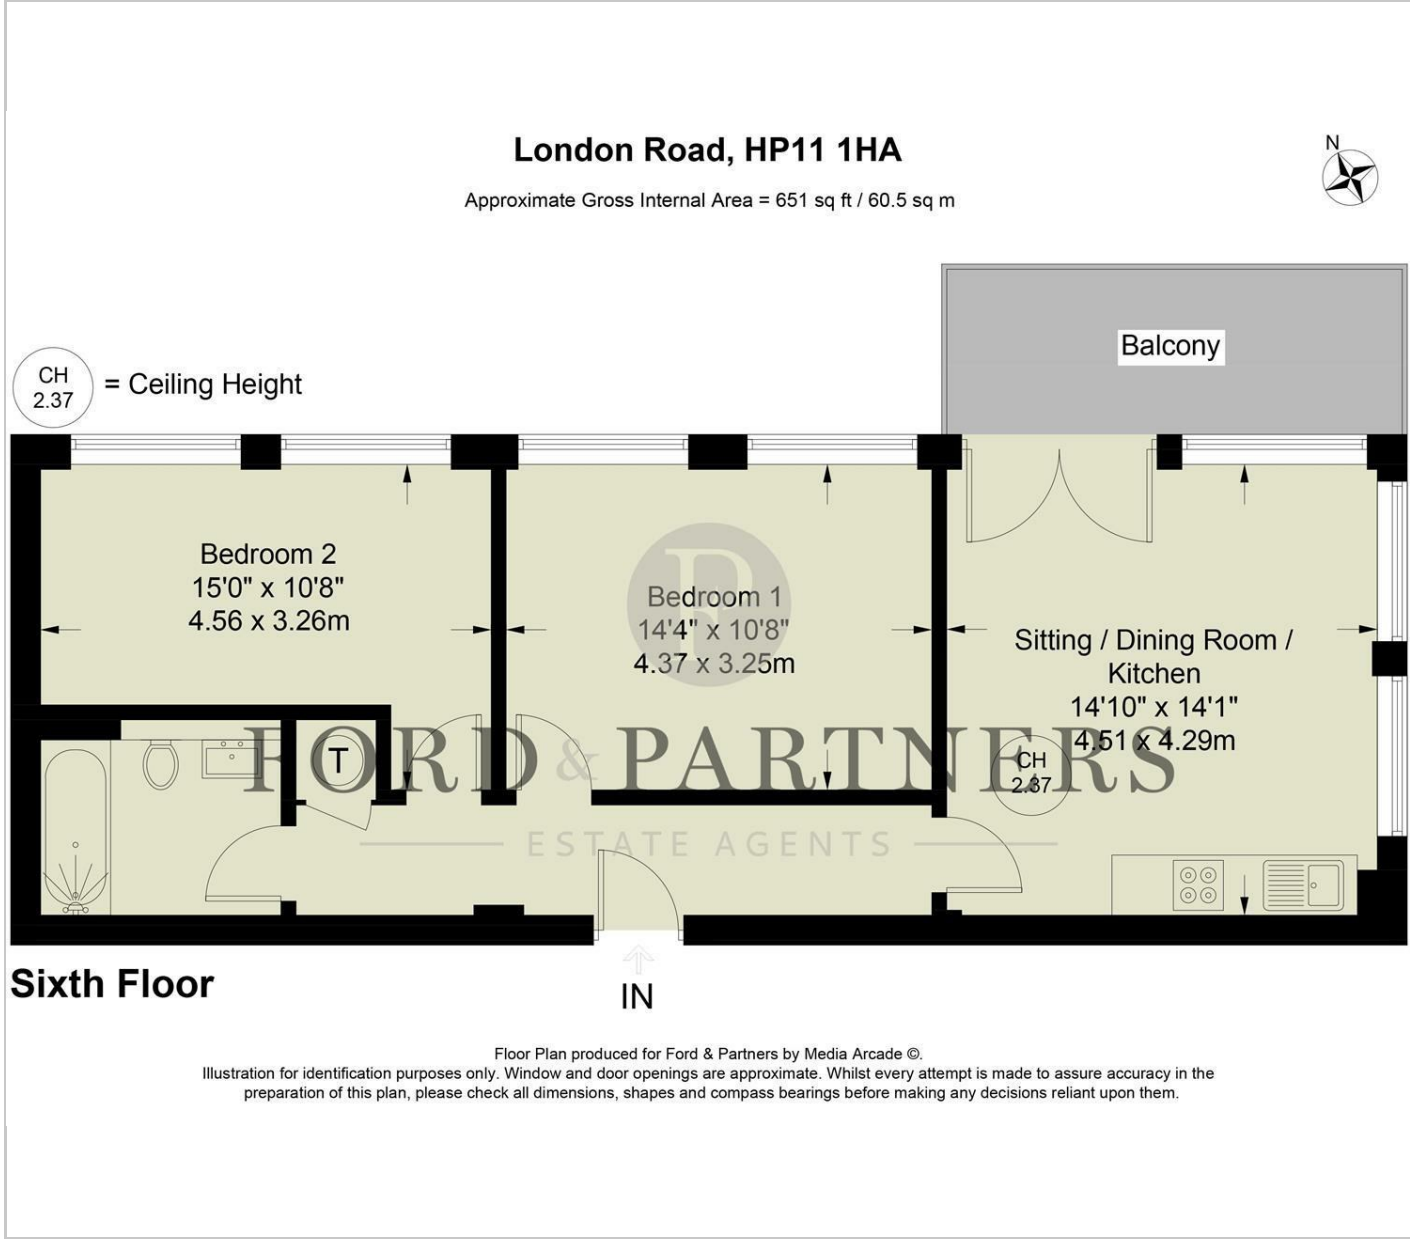 London Road, HP11 1HA
N
Approximate Gross Internal Area = 651 sq ft / 60.5 sq m
Balcony
CH
2.37
= Ceiling Height
Bedroom 2
15'0" x 10'8"
4.56 x 3.26m
Bedroom 1
14'4" x 10'8"
4.37 x 3.25m
Sitting / Dining Room /
Kitchen
14'10" x 14'1"
4.51 x 4.29m
CH
2.37
T
F
FORD & PARTNERS
ESTATE AGENTS
Sixth Floor
IN
Floor Plan produced for Ford & Partners by Media Arcade ©.
Illustration for identification purposes only. Window and door openings are approximate. Whilst every attempt is made to assure accuracy in the
preparation of this plan, please check all dimensions, shapes and compass bearings before making any decisions reliant upon them.